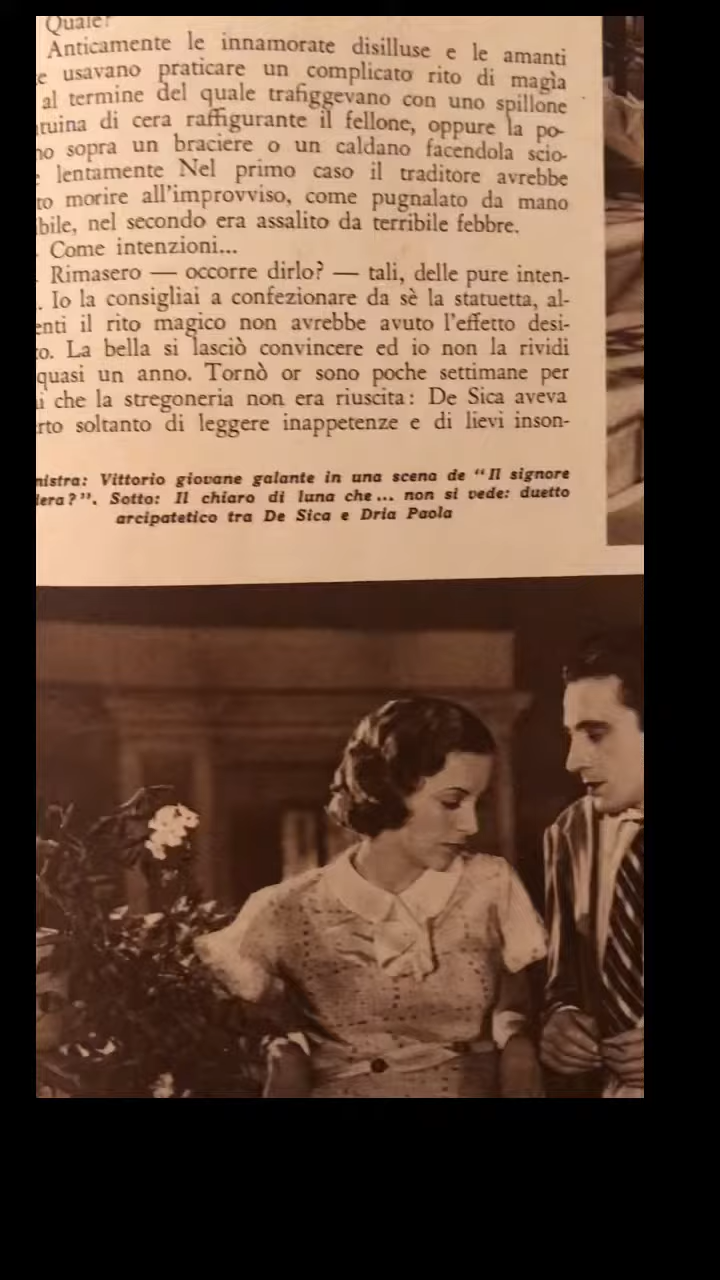 Quale?
Anticamente le innamorate disilluse e le amanti
e usavano praticare un complicato rito di magìa
al termine del quale trafiggevano con uno spillone
tuina di cera raffigurante il fellone, oppure la po-
no sopra un braciere o un caldano facendola scio-
lentamente Nel primo caso il traditore avrebbe
to morire all'improvviso, come pugnalato da mano
bile, nel secondo era assalito da terribile febbre.
Come intenzioni...
Rimasero — occorre dirlo? — tali, delle pure inten-
. Io la consigliai a confezionare da sè la statuetta, al-
enti il rito magico non avrebbe avuto l'effetto desi-
to. La bella si lasciò convincere ed io non la rividi
quasi un anno. Tornò or sono poche settimane per
i che la stregoneria non era riuscita: De Sica aveva
rto soltanto di leggere inappetenze e di lievi inson-
nistra: Vittorio giovane galante in una scena de “Il signore
dera?”. Sotto: Il chiaro di luna che... non si vede: duetto
arcipatetico tra De Sica e Dria Paola